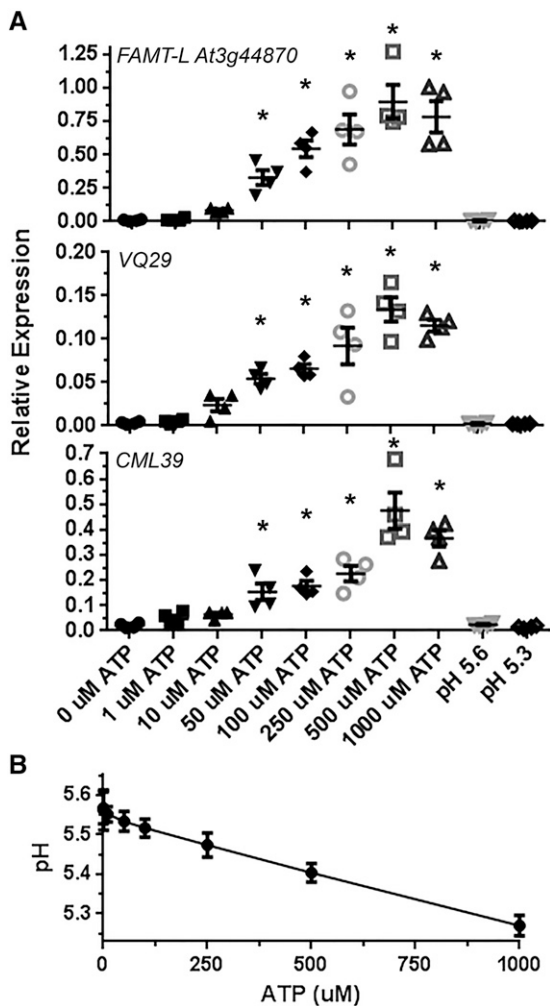 A
FAMT-L At3g44870
1.25
1.00
0.75
0.50
0.25
0.00
* * * * *
VQ29
0.20
0.15
0.10
0.05
0.00
* * * * *
CML39
0.7
0.6
0.5
0.4
0.3
0.2
0.1
0.0
* * * * *
Relative Expression
0 uM ATP
1 uM ATP
10 uM ATP
50 uM ATP
100 uM ATP
250 uM ATP
500 uM ATP
1000 uM ATP
pH 5.6
pH 5.3
B
5.6
5.5
5.4
5.3
pH
0 250 500 750 1000
ATP (uM)